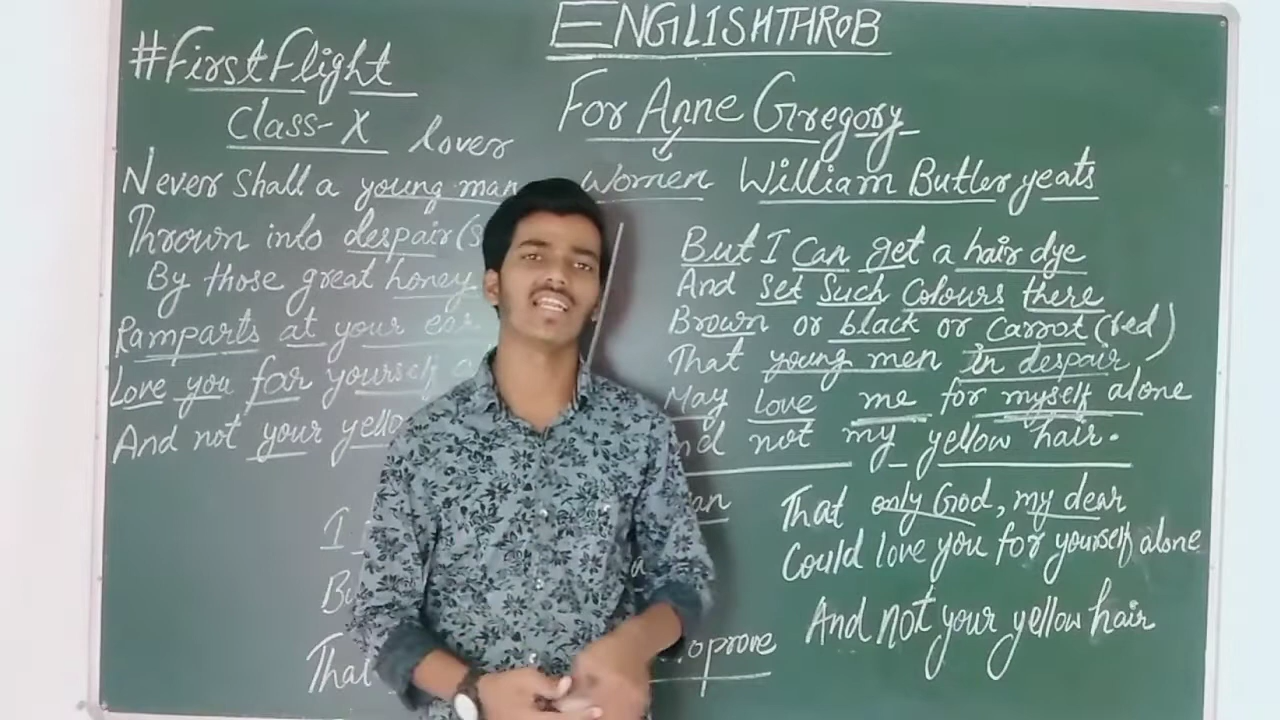 ENGLISHTHROB
#First Flight
Class-X
For Anne Gregory
lover
Never shall a young man
Women
William Butler yeats
Thrown into despair (
By those great honey
Ramparts at your ear
Love you for yourself
And not your yello
But I Can get a hair dye
And Set Such Colours there
Brown or black or carrot (red)
That young men in despair
May love me for myself alone
nd not my yellow hair.
I
That
oprove
That only God, my dear
Could love you for yourself alone
And not your yellow hair